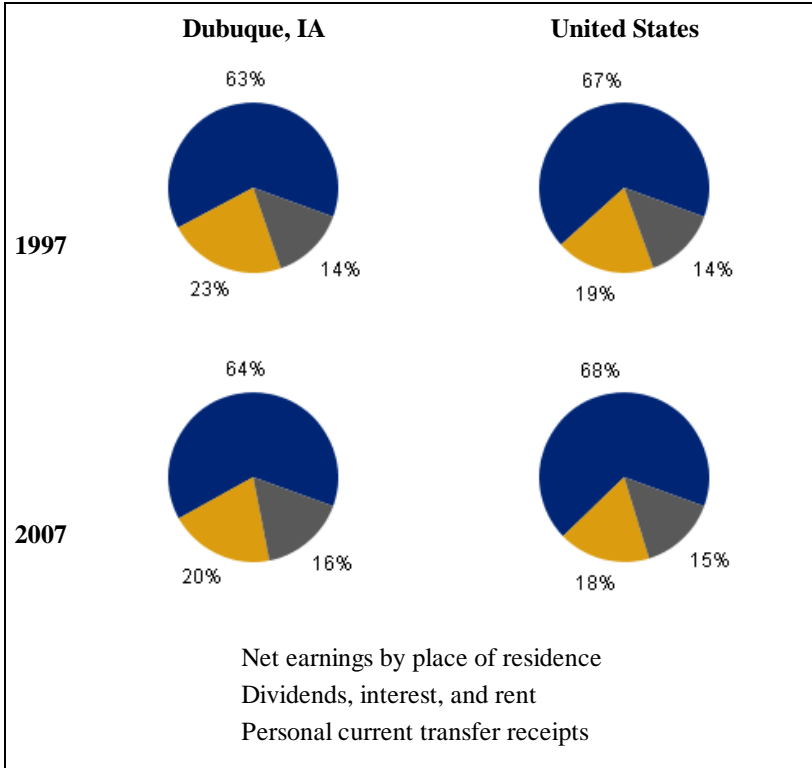 Dubuque, IA United States
63% 67%
1997
14% 14%
23% 19%
64% 68%
2007
16% 15%
20% 18%
Net earnings by place of residence
Dividends, interest, and rent
Personal current transfer receipts